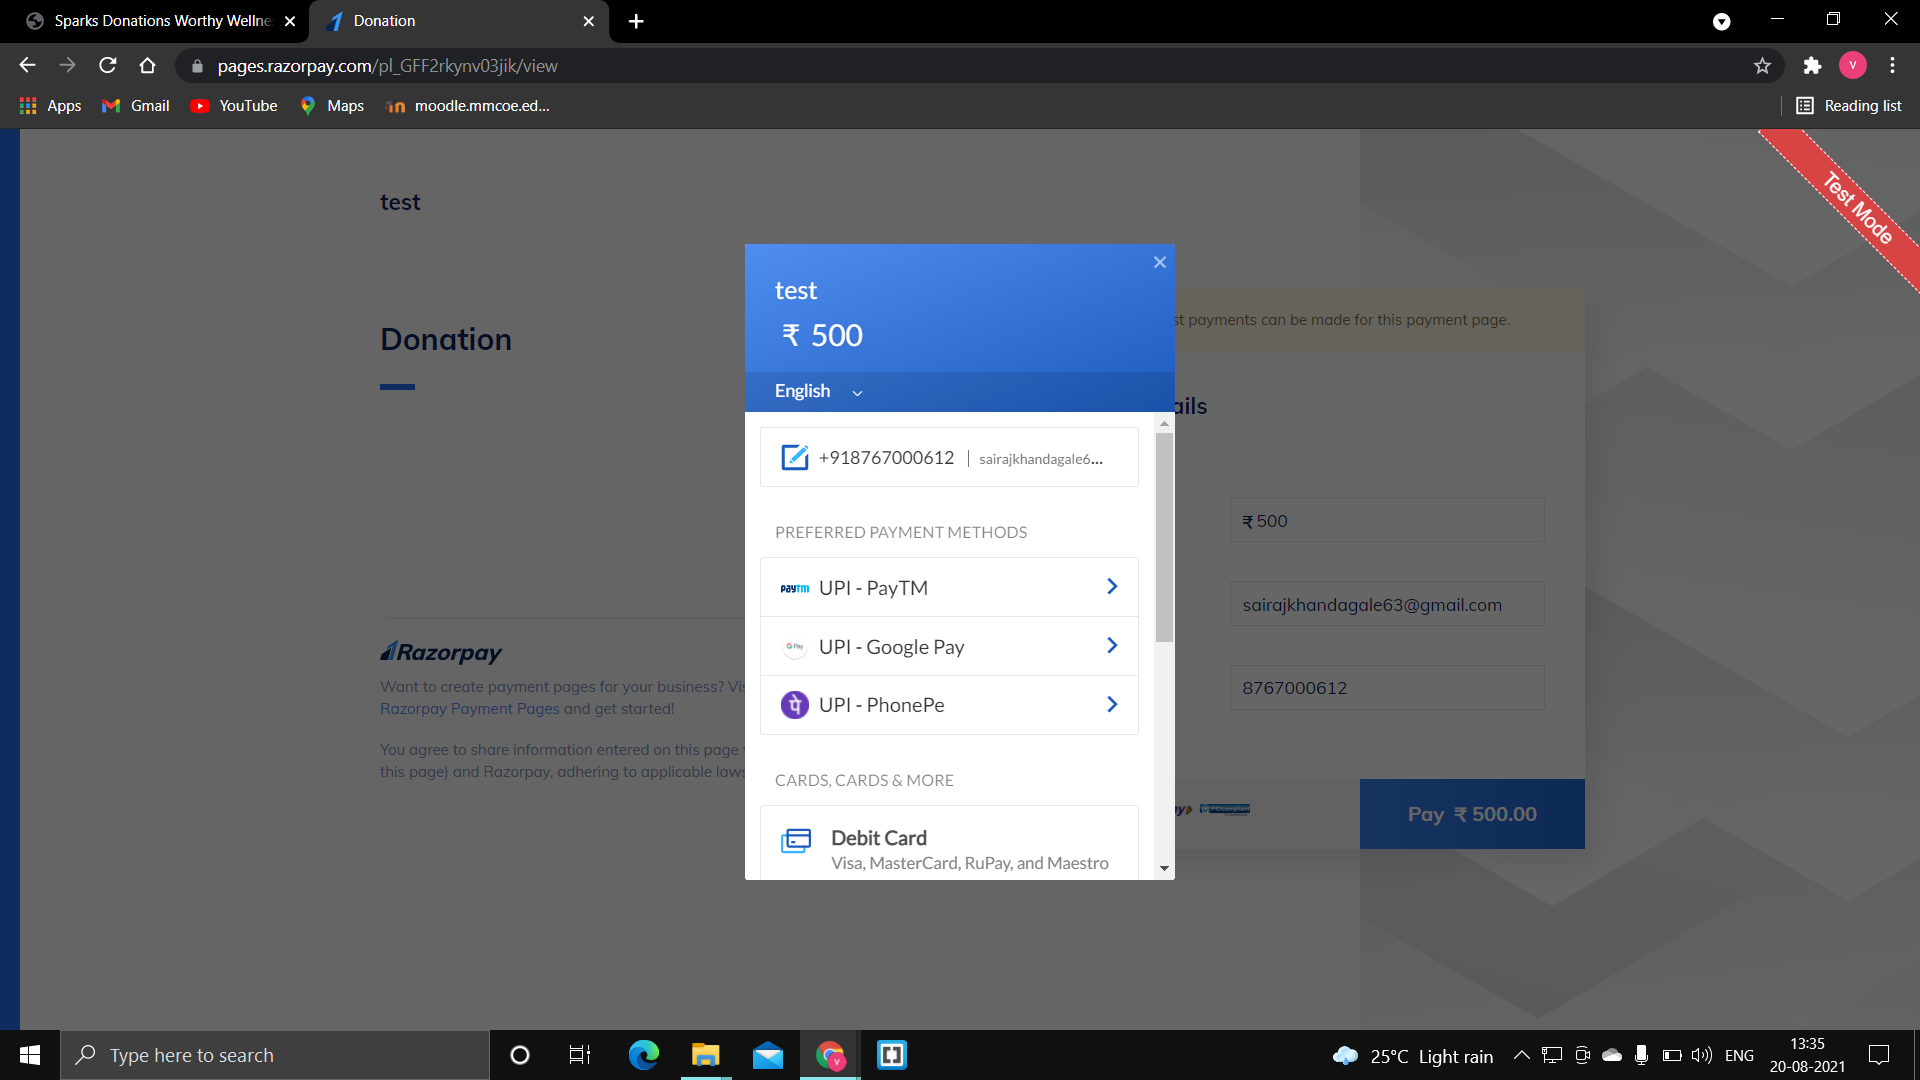 Sparks Donations Worthy Wellne
Donation
pages.razorpay.com/pl_GFF2rkynv03jik/view
V
Apps
Gmail
YouTube
Maps
moodle.mmcoe.ed...
Reading list
Test Mode
test
Donation
Razorpay
Want to create payment pages for your business? Vis
Razorpay Payment Pages and get started!
You agree to share information entered on this page
this page) and Razorpay, adhering to applicable laws
test
₹ 500
English
+918767000612 | sairajkhandagale6...
PREFERRED PAYMENT METHODS
paytm UPI - PayTM
G Pay UPI - Google Pay
पे UPI - PhonePe
CARDS, CARDS & MORE
Debit Card
Visa, MasterCard, RuPay, and Maestro
st payments can be made for this payment page.
ails
₹ 500
sairajkhandagale63@gmail.com
8767000612
Pay ₹ 500.00
Type here to search
V
25°C Light rain
ENG
13:35
20-08-2021